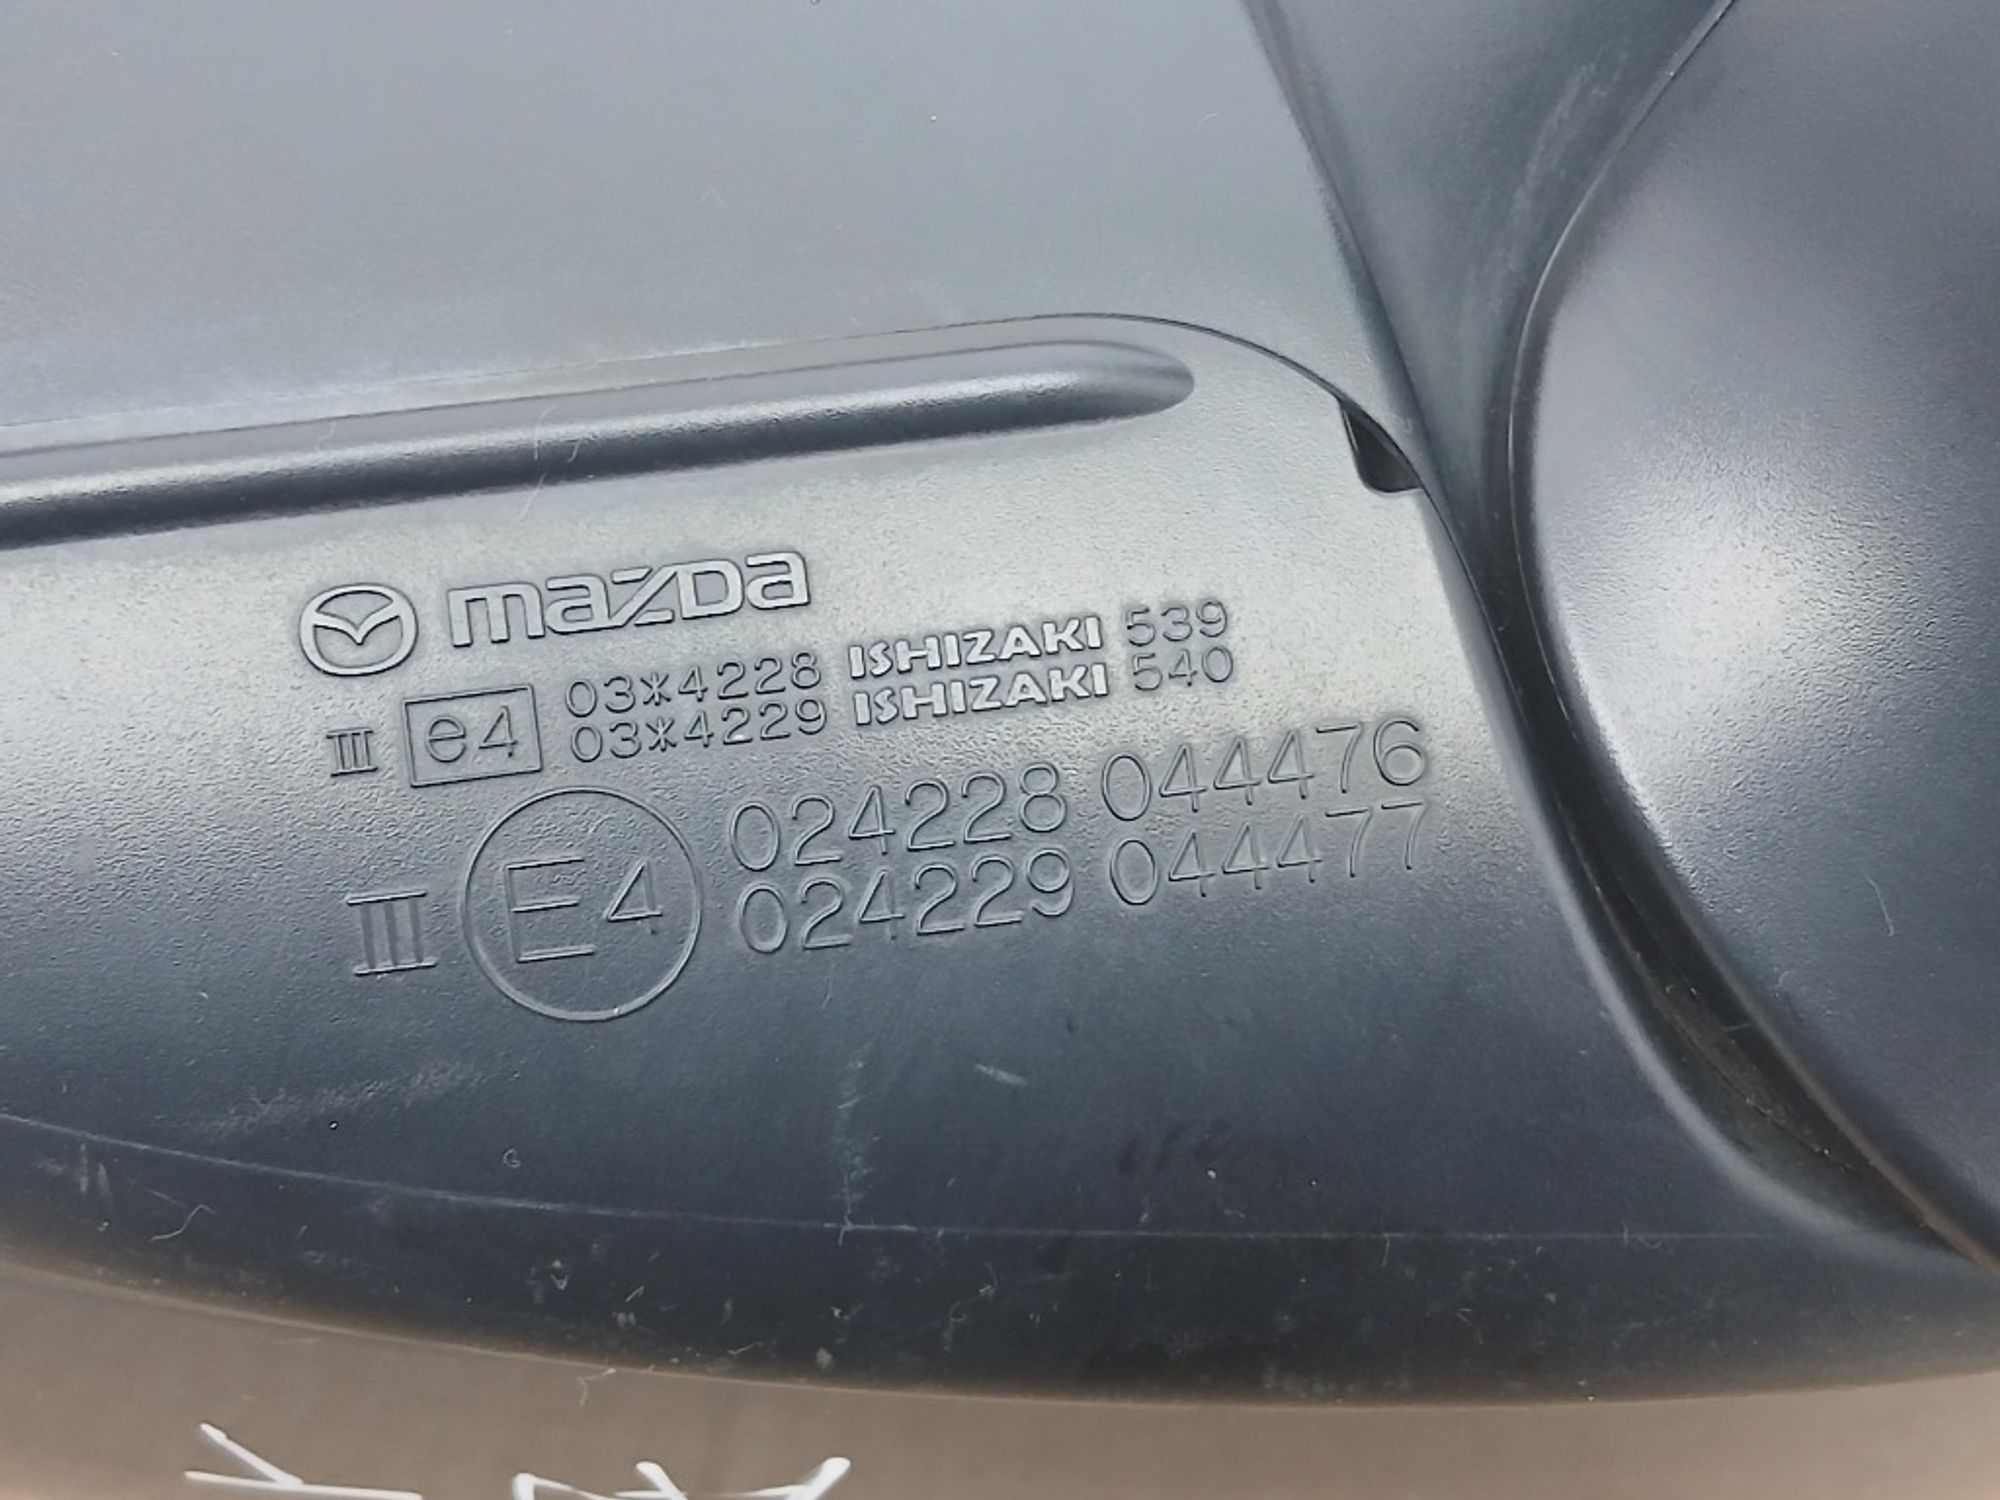 mazda
III e4 03*4228 ISHIZAKI 539
03*4229 ISHIZAKI 540
III E4 024228 044476
024229 044477